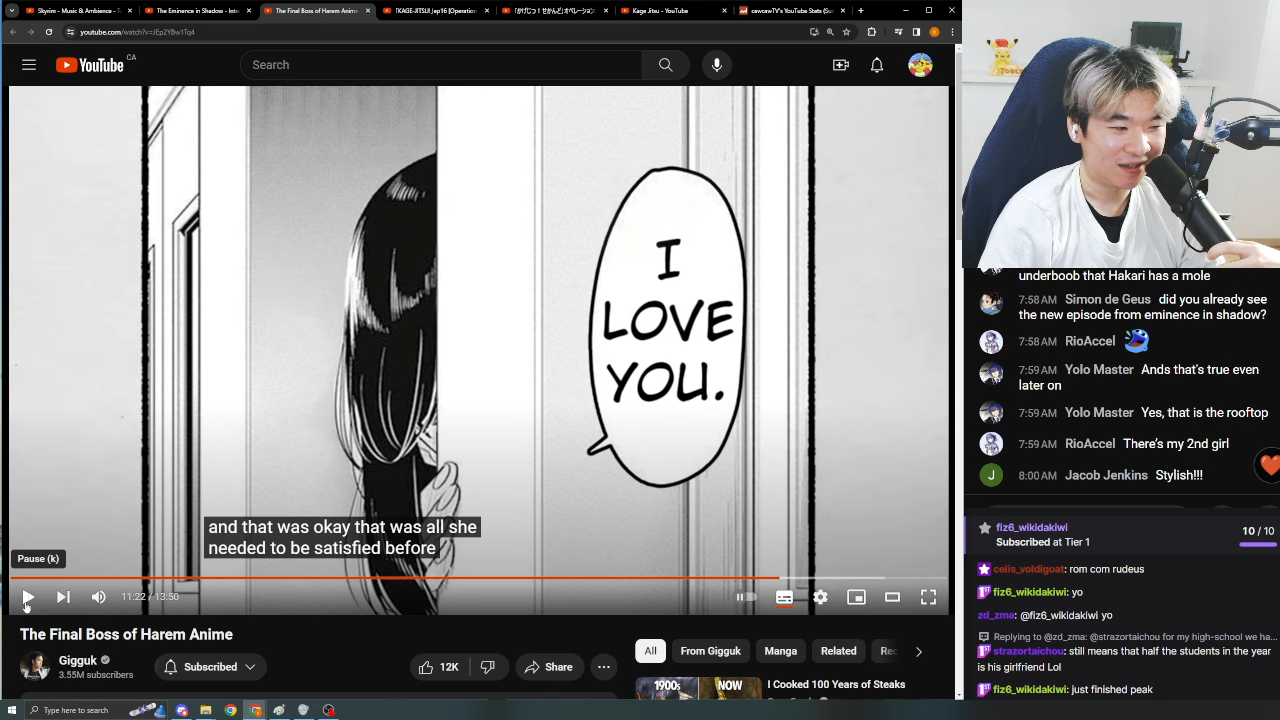 Skyrim - Music & Ambience - Ta
The Eminence in Shadow - Inte
The Final Boss of Harem Anime
Kage Jitsu - YouTube
cawcawTV's YouTube Stats (Su
youtube.com/watch?v=JEp2YBw1Tq4
YouTube CA
Search
I
LOVE
YOU.
and that was okay that was all she
needed to be satisfied before
Pause (k)
11:22 / 13:50
The Final Boss of Harem Anime
Gigguk
3.55M subscribers
Subscribed
12K
Share
All
From Gigguk
Manga
Related
Rec
1900s
NOW
I Cooked 100 Years of Steaks
Type here to search
underboob that Hakari has a mole
7:58 AM Simon de Geus did you already see
the new episode from eminence in shadow?
7:58 AM RioAccel
7:59 AM Yolo Master Ands that's true even
later on
7:59 AM Yolo Master Yes, that is the rooftop
7:59 AM RioAccel There's my 2nd girl
J
8:00 AM Jacob Jenkins Stylish!!!
fiz6_wikidakiwi
Subscribed at Tier 1
10 / 10
celis_voldigoat: rom com rudeus
fiz6_wikidakiwi: yo
zd_zma: @fiz6_wikidakiwi yo
Replying to @zd_zma: @strazortaichou for my high-school we ha...
strazortaichou: still means that half the students in the year
is his girlfriend Lol
fiz6_wikidakiwi: just finished peak